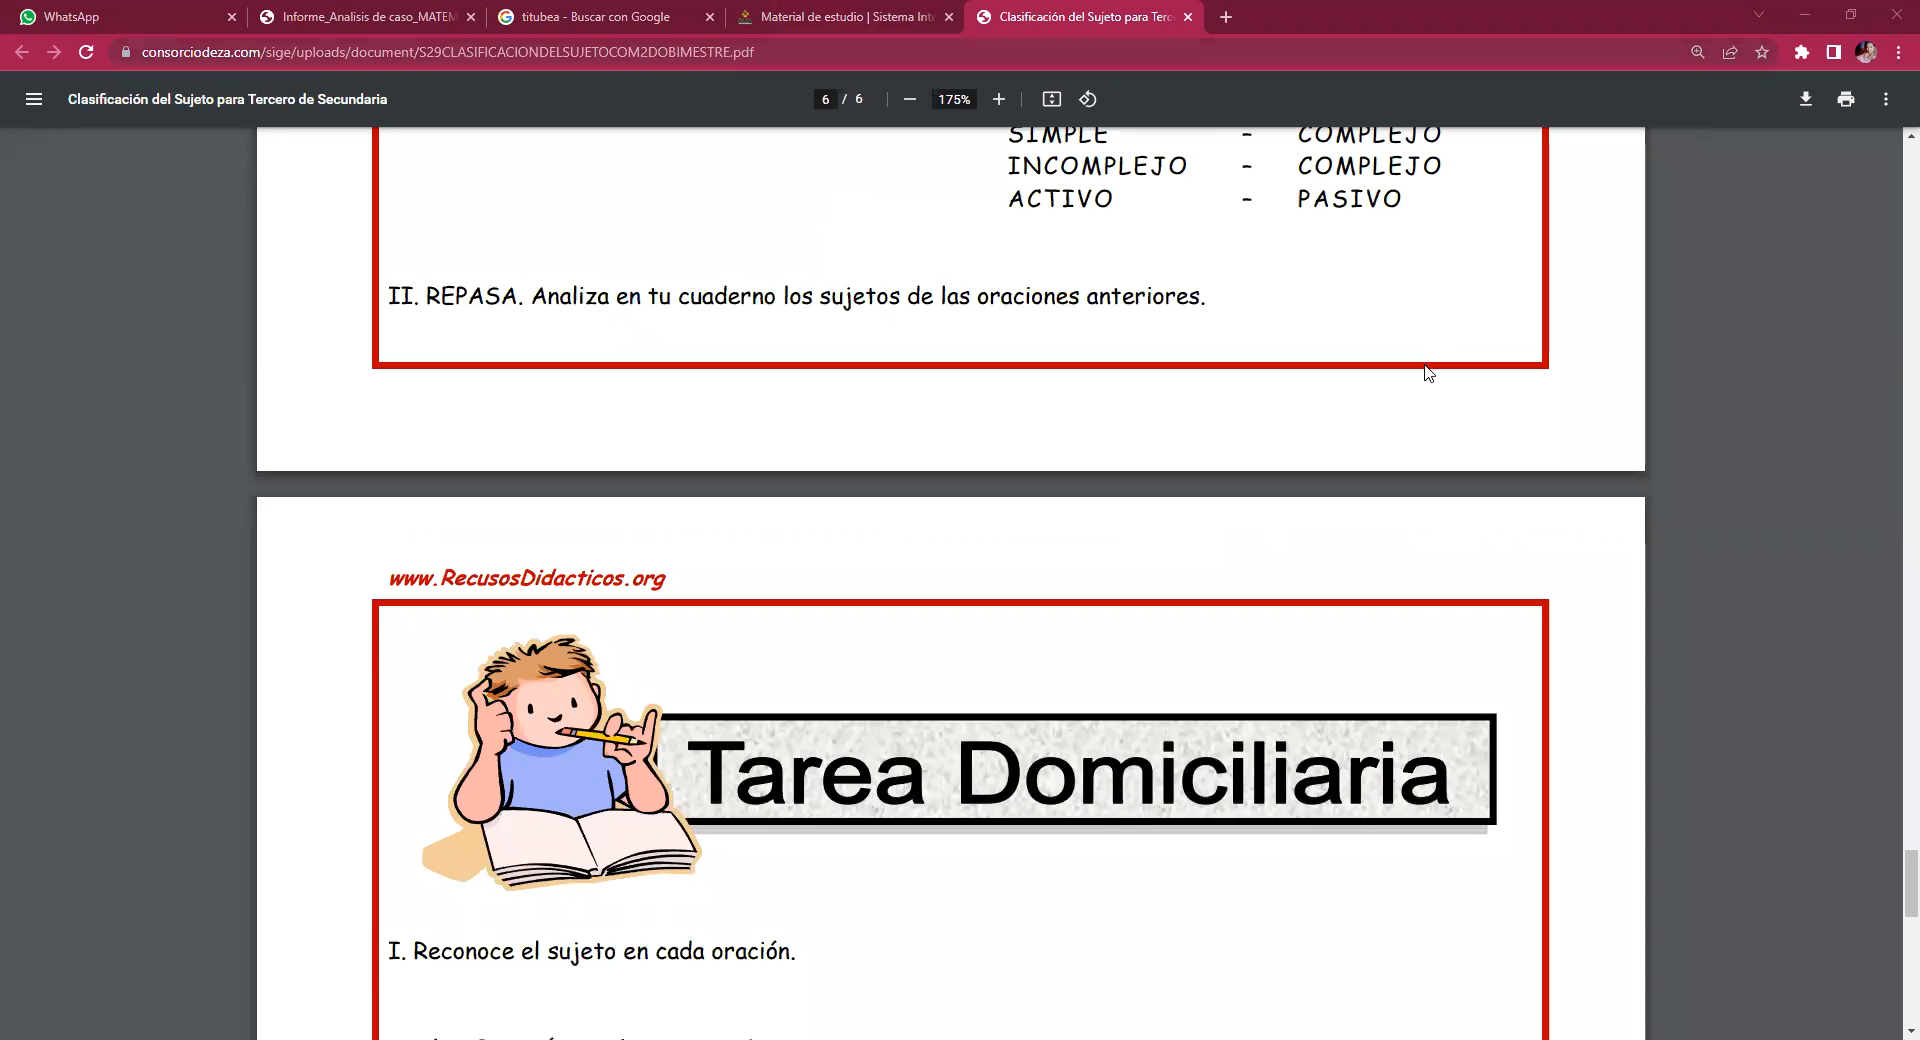 WhatsApp
Informe_Analisis de caso_MATEM
titubea - Buscar con Google
Material de estudio | Sistema Inte
Clasificación del Sujeto para Terc
consorciodeza.com/sige/uploads/document/S29CLASIFICACIONDELSUJETOCOM2DOBIMESTRE.pdf
Clasificación del Sujeto para Tercero de Secundaria
6 / 6
175%
SIMPLE - COMPLEJO
INCOMPLEJO - COMPLEJO
ACTIVO - PASIVO
II. REPASA. Analiza en tu cuaderno los sujetos de las oraciones anteriores.
www.RecusosDidacticos.org
Tarea Domiciliaria
I. Reconoce el sujeto en cada oración.